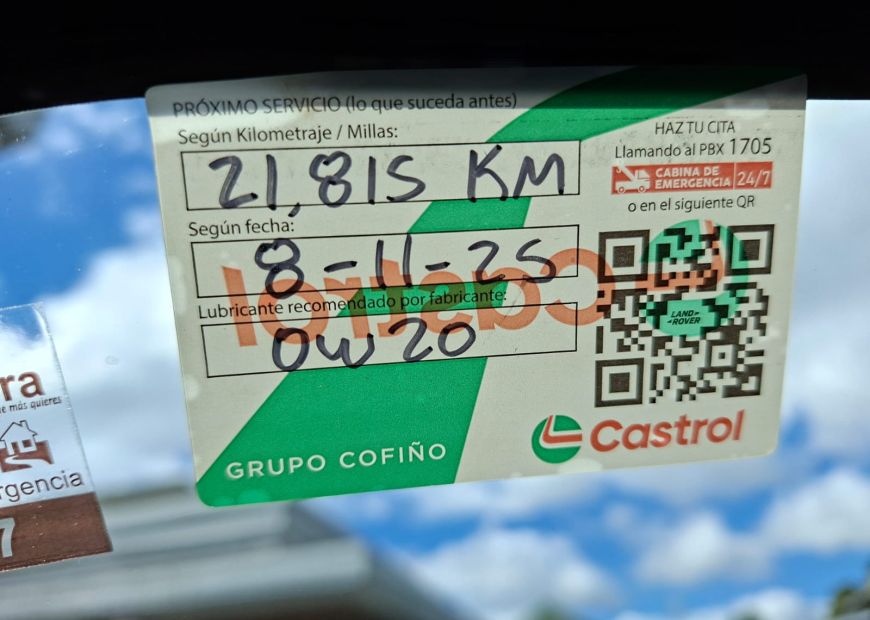 PRÓXIMO SERVICIO (lo que suceda antes)
Según Kilometraje / Millas:
21,815 KM
Según fecha:
8-11-25
Lubricante recomendado por fabricante:
0W20
GRUPO COFIÑO
HAZ TU CITA
Llamando al PBX 1705
CABINA DE
EMERGENCIA 24/7
o en el siguiente QR
LAND
ROVER
Castrol
Castrol
ra
más quieres
rgencia
7